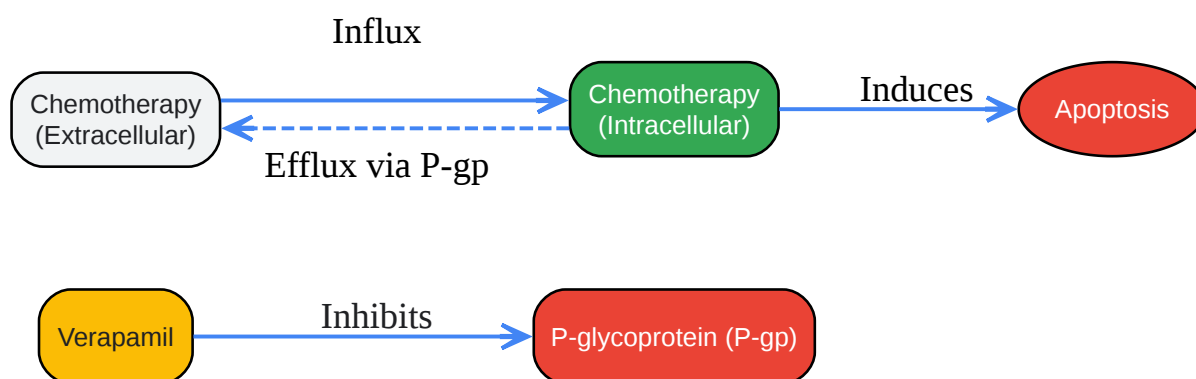 Influx
Chemotherapy
(Extracellular)
Chemotherapy
(Intracellular)
Induces
Apoptosis
Efflux via P-gp
Verapamil
Inhibits
P-glycoprotein (P-gp)